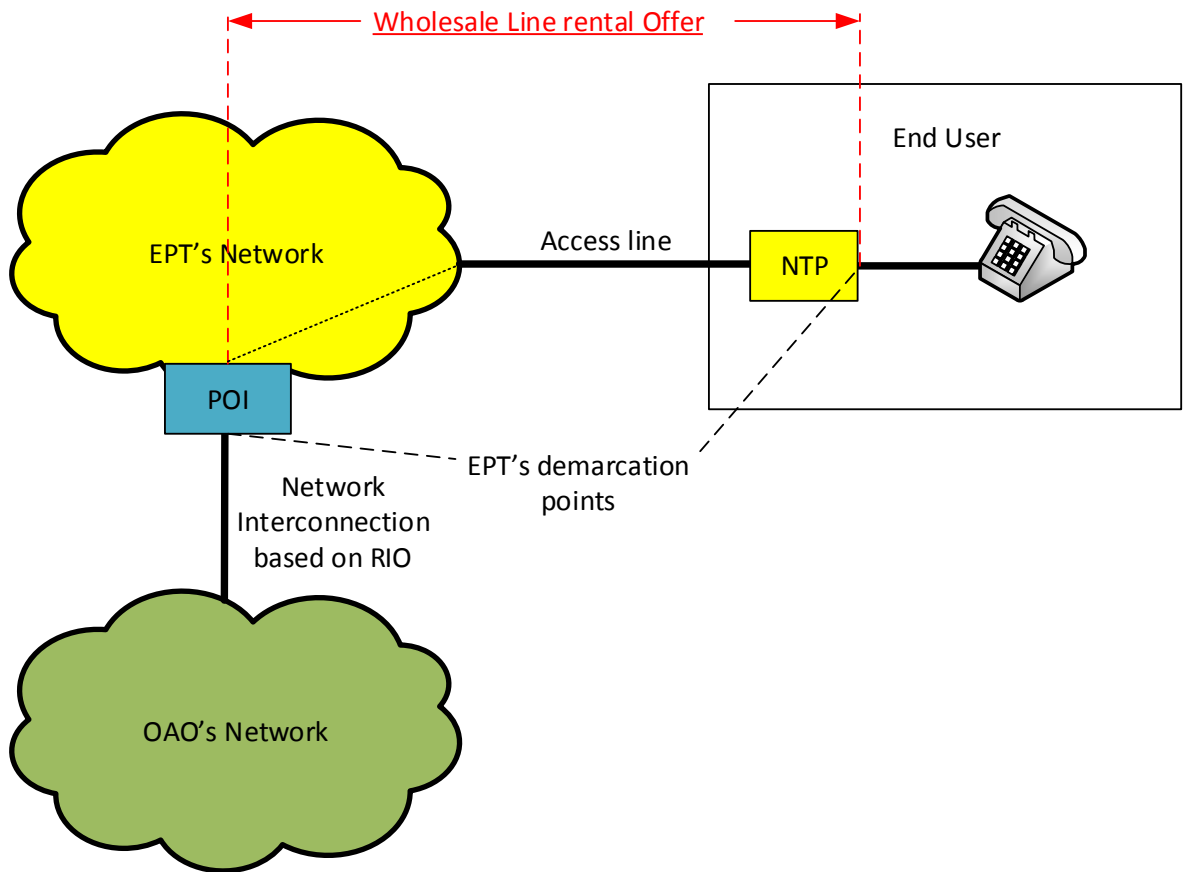 Wholesale Line rental Offer
End User
EPT’s Network
Access line
NTP
POI
EPT’s demarcation
points
Network
Interconnection
based on RIO
OAO’s Network